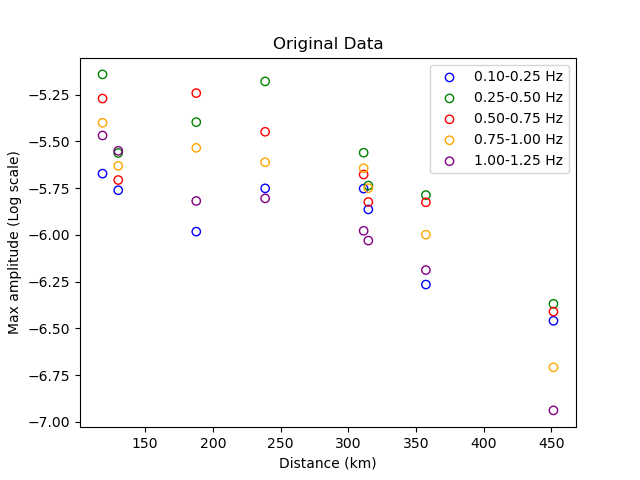 Original Data
Max amplitude (Log scale)
−5.25
−5.50
−5.75
−6.00
−6.25
−6.50
−6.75
−7.00
0.10-0.25 Hz
0.25-0.50 Hz
0.50-0.75 Hz
0.75-1.00 Hz
1.00-1.25 Hz
150 200 250 300 350 400 450
Distance (km)